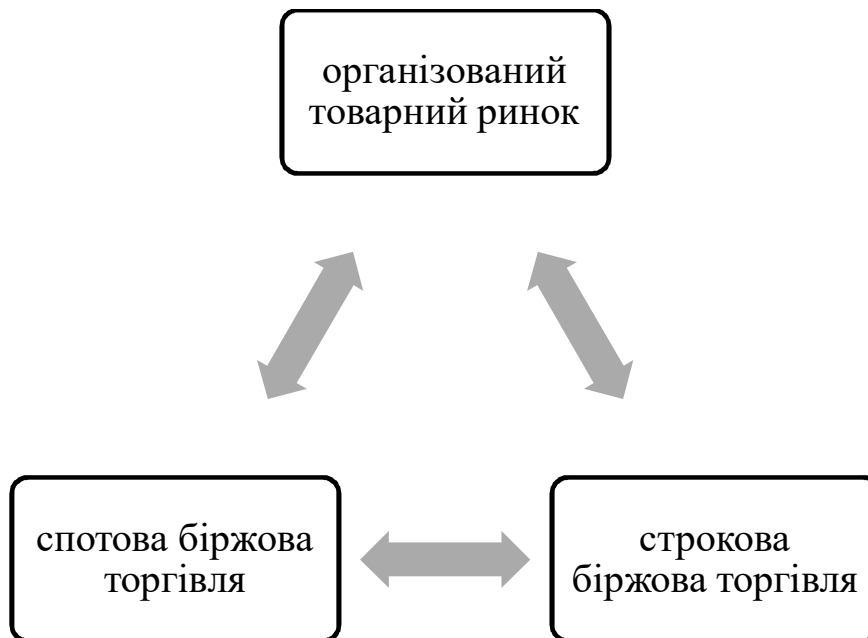 організований
товарний ринок
спотова біржова
торгівля
строкова
біржова торгівля